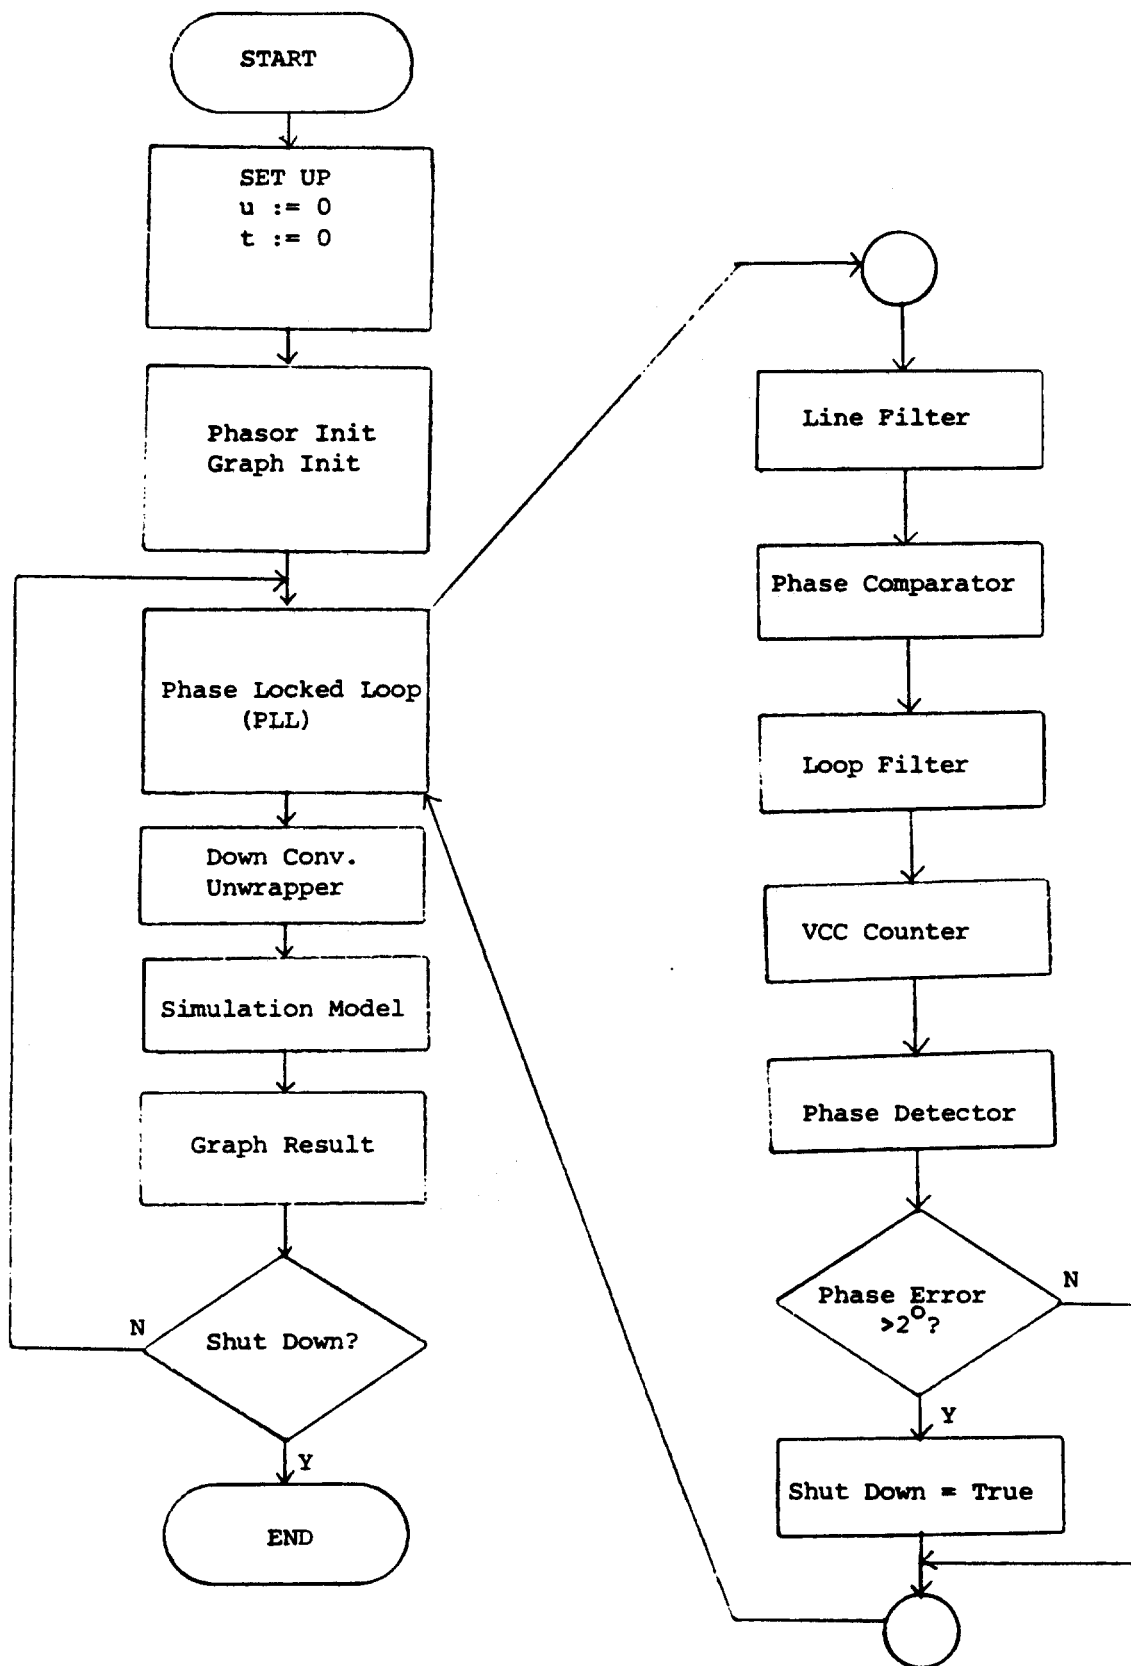 START
SET UP
u := 0
t := 0
Phasor Init
Graph Init
Phase Locked Loop
(PLL)
Down Conv.
Unwrapper
Simulation Model
Graph Result
N
Shut Down?
Y
END
Line Filter
Phase Comparator
Loop Filter
VCC Counter
Phase Detector
N
Phase Error
>2°?
Y
Shut Down = True